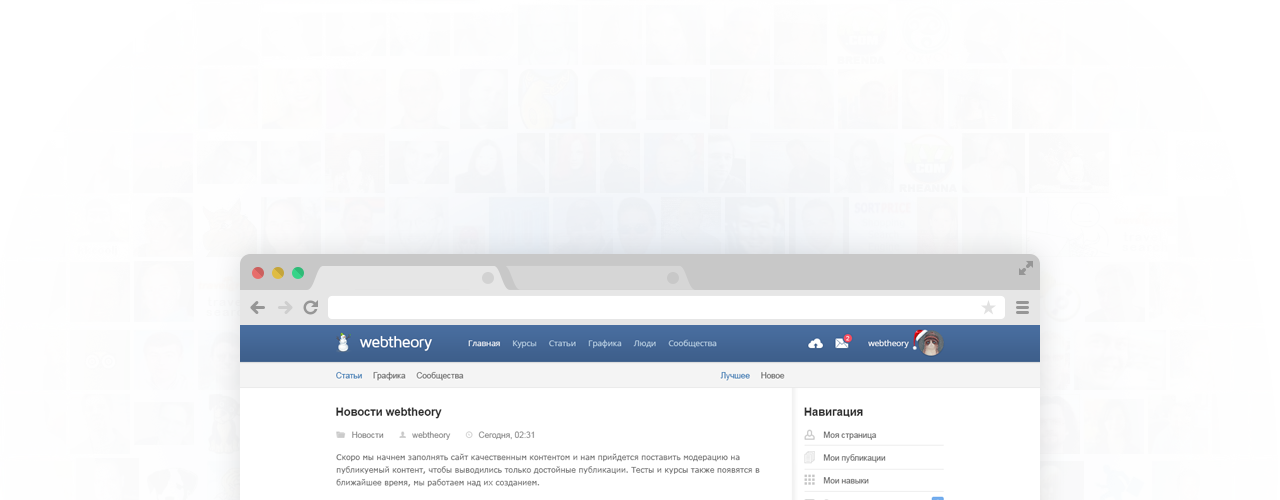 webtheory
Главная Курсы Статьи Графика Люди Сообщества
2
webtheory
Статьи Графика Сообщества
Лучшее Новое
Новости webtheory
Новости webtheory Сегодня, 02:31
Скоро мы начнем заполнять сайт качественным контентом и нам прийдется поставить модерацию на
публикуемый контент, чтобы выводились только достойные публикации. Тесты и курсы также появятся в
ближайшее время, мы работаем над их созданием.
Навигация
Моя страница
Мои публикации
Мои навыки